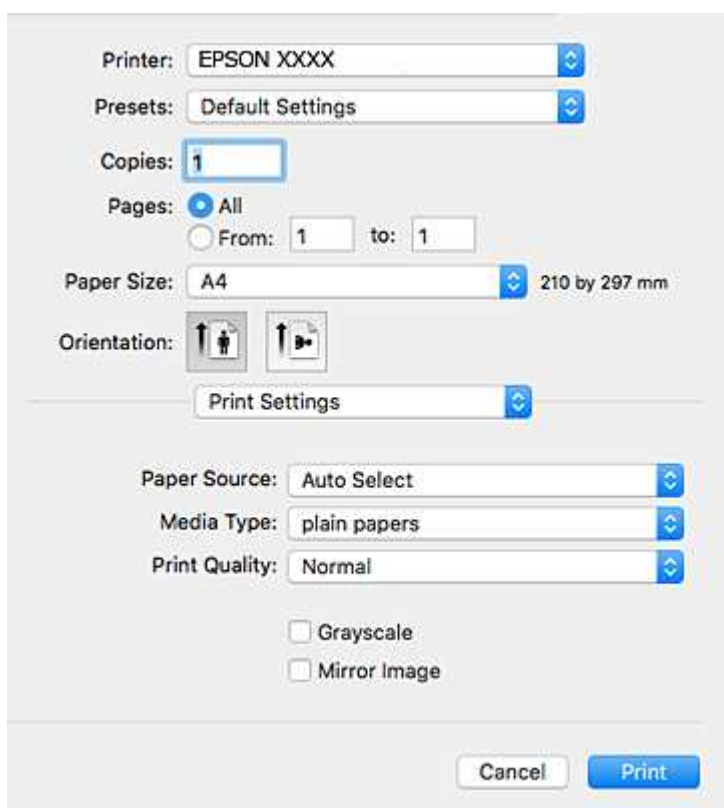 Printer: EPSON XXXX
Presets: Default Settings
Copies: 1
Pages: All
From: 1 to: 1
Paper Size: A4 210 by 297 mm
Orientation:
Print Settings
Paper Source: Auto Select
Media Type: plain papers
Print Quality: Normal
Grayscale
Mirror Image
Cancel Print